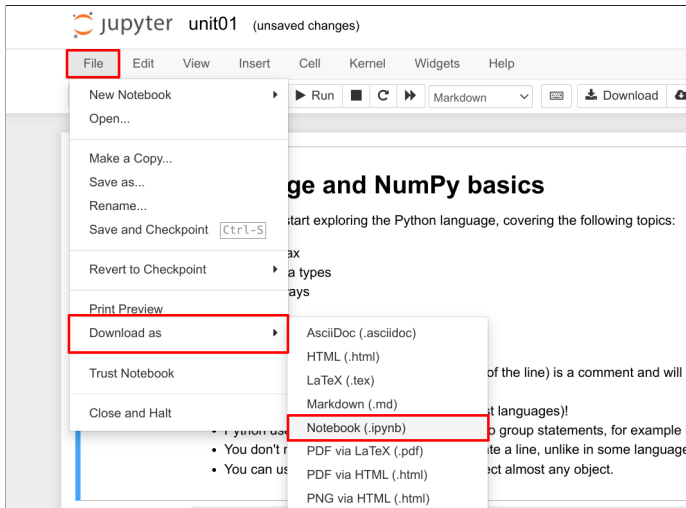 jupyter unit01 (unsaved changes)
File Edit View Insert Cell Kernel Widgets Help
Run Markdown Download
New Notebook
Open...
Make a Copy...
Save as...
Rename...
Save and Checkpoint Ctrl-S
Revert to Checkpoint
Print Preview
Download as
Trust Notebook
Close and Halt
AsciiDoc (.asciidoc)
HTML (.html)
LaTeX (.tex)
Markdown (.md)
Notebook (.ipynb)
PDF via LaTeX (.pdf)
PDF via HTML (.html)
PNG via HTML (.html)
ge and NumPy basics
start exploring the Python language, covering the following topics:
ax
a types
ays
of the line) is a comment and will
st languages)!
• Python us o group statements, for example
• You don't r te a line, unlike in some language
• You can us ect almost any object.